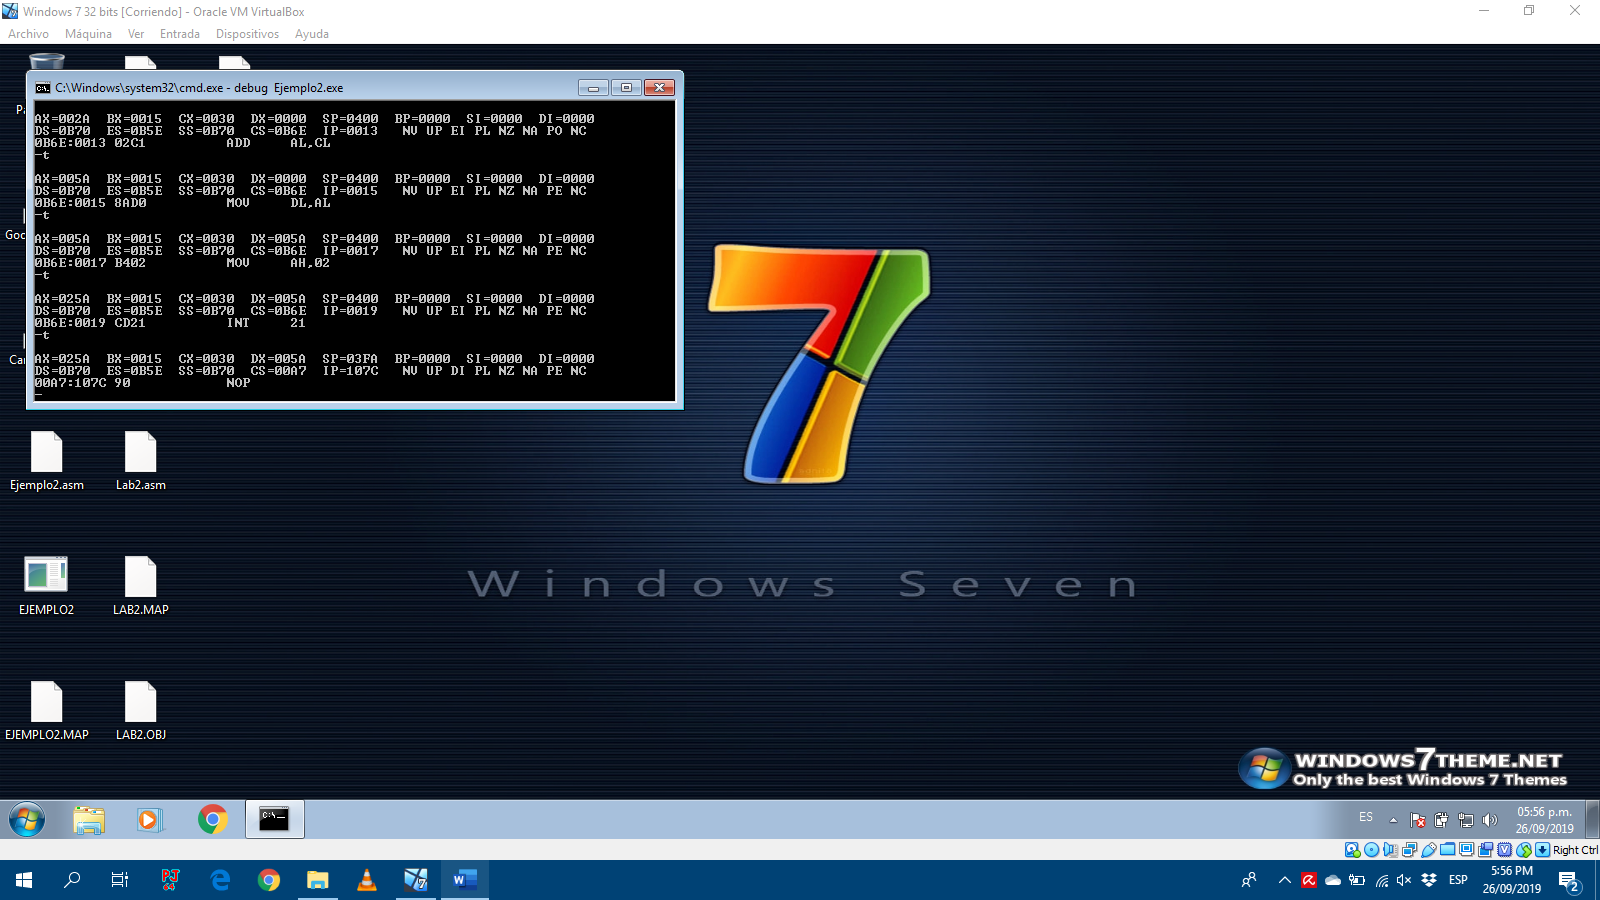 Windows 7 32 bits [Corriendo] - Oracle VM VirtualBox
Archivo Máquina Ver Entrada Dispositivos Ayuda
C:\Windows\system32\cmd.exe - debug Ejemplo2.exe
AX=002A BX=0015 CX=0030 DX=0000 SP=0400 BP=0000 SI=0000 DI=0000
DS=0B70 ES=0B5E SS=0B70 CS=0B6E IP=0013 NV UP EI PL NZ NA PO NC
0B6E:0013 02C1 ADD AL,CL
-t
AX=005A BX=0015 CX=0030 DX=0000 SP=0400 BP=0000 SI=0000 DI=0000
DS=0B70 ES=0B5E SS=0B70 CS=0B6E IP=0015 NV UP EI PL NZ NA PE NC
0B6E:0015 8AD0 MOV DL,AL
-t
AX=005A BX=0015 CX=0030 DX=005A SP=0400 BP=0000 SI=0000 DI=0000
DS=0B70 ES=0B5E SS=0B70 CS=0B6E IP=0017 NV UP EI PL NZ NA PE NC
0B6E:0017 B402 MOV AH,02
-t
AX=025A BX=0015 CX=0030 DX=005A SP=0400 BP=0000 SI=0000 DI=0000
DS=0B70 ES=0B5E SS=0B70 CS=0B6E IP=0019 NV UP EI PL NZ NA PE NC
0B6E:0019 CD21 INT 21
-t
AX=025A BX=0015 CX=0030 DX=005A SP=03FA BP=0000 SI=0000 DI=0000
DS=0B70 ES=0B5E SS=0B70 CS=00A7 IP=107C NV UP DI PL NZ NA PE NC
00A7:107C 90 NOP
-
Ejemplo2.asm Lab2.asm
EJEMPLO2 LAB2.MAP
EJEMPLO2.MAP LAB2.OBJ
7
Windows Seven
WINDOWS7THEME.NET
Only the best Windows 7 Themes
ES
05:56 p.m.
26/09/2019
Right Ctrl
ESP
5:56 PM
26/09/2019
2